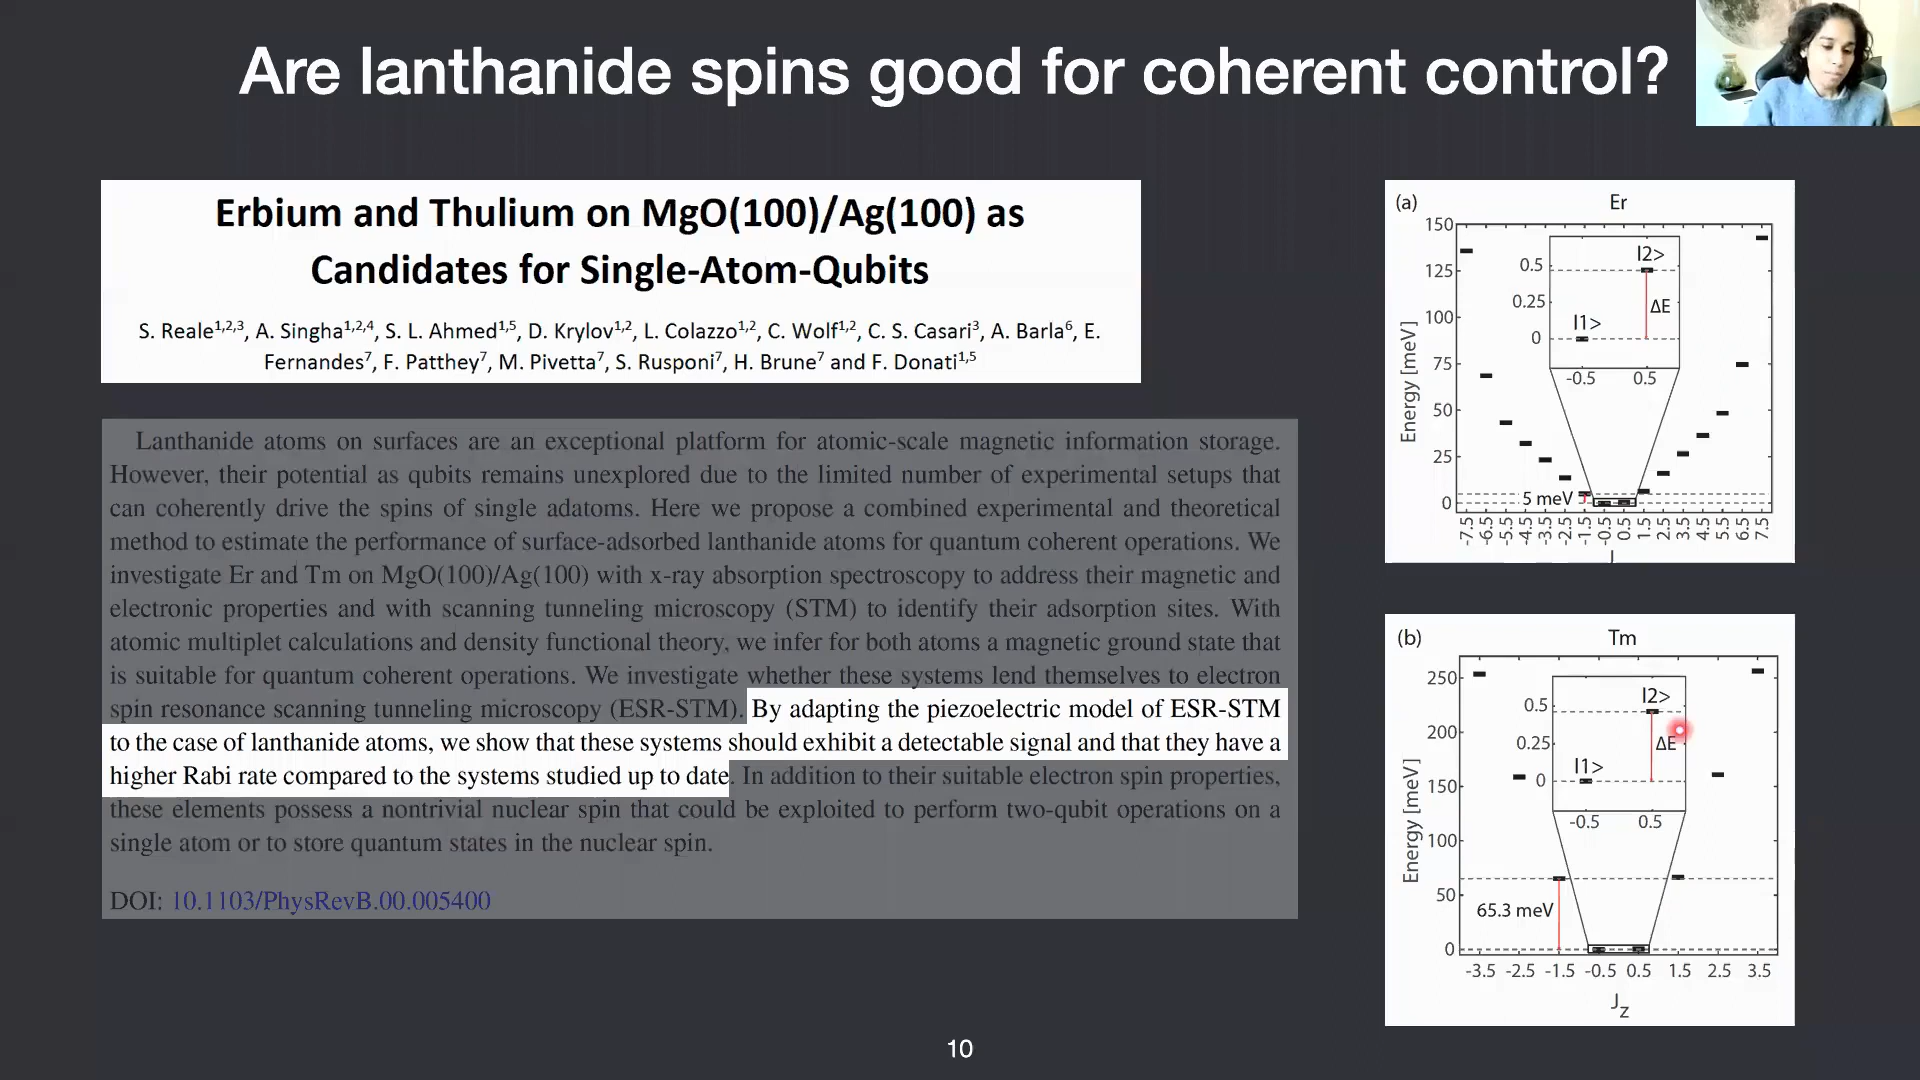 Are lanthanide spins good for coherent control?
Erbium and Thulium on MgO(100)/Ag(100) as
Candidates for Single-Atom-Qubits
S. Reale1,2,3, A. Singha1,2,4, S. L. Ahmed1,5, D. Krylov1,2, L. Colazzo1,2, C. Wolf1,2, C. S. Casari3, A. Barla6, E.
Fernandes7, F. Patthey7, M. Pivetta7, S. Rusponi7, H. Brune7 and F. Donati1,5
Lanthanide atoms on surfaces are an exceptional platform for atomic-scale magnetic information storage.
However, their potential as qubits remains unexplored due to the limited number of experimental setups that
can coherently drive the spins of single adatoms. Here we propose a combined experimental and theoretical
method to estimate the performance of surface-adsorbed lanthanide atoms for quantum coherent operations. We
investigate Er and Tm on MgO(100)/Ag(100) with x-ray absorption spectroscopy to address their magnetic and
electronic properties and with scanning tunneling microscopy (STM) to identify their adsorption sites. With
atomic multiplet calculations and density functional theory, we infer for both atoms a magnetic ground state that
is suitable for quantum coherent operations. We investigate whether these systems lend themselves to electron
spin resonance scanning tunneling microscopy (ESR-STM). By adapting the piezoelectric model of ESR-STM
to the case of lanthanide atoms, we show that these systems should exhibit a detectable signal and that they have a
higher Rabi rate compared to the systems studied up to date. In addition to their suitable electron spin properties,
these elements possess a nontrivial nuclear spin that could be exploited to perform two-qubit operations on a
single atom or to store quantum states in the nuclear spin.
DOI: 10.1103/PhysRevB.00.005400
(a) Er
150
125
100
75
50
25
0
Energy [meV]
0.5
0.25
0
|2>
ΔE
|1>
-0.5 0.5
5 meV
-7.5 -6.5 -5.5 -4.5 -3.5 -2.5 -1.5 -0.5 0.5 1.5 2.5 3.5 4.5 5.5 6.5 7.5
(b) Tm
250
200
150
100
50
0
Energy [meV]
0.5
0.25
0
|2>
ΔE
|1>
-0.5 0.5
65.3 meV
-3.5 -2.5 -1.5 -0.5 0.5 1.5 2.5 3.5
Jz
10